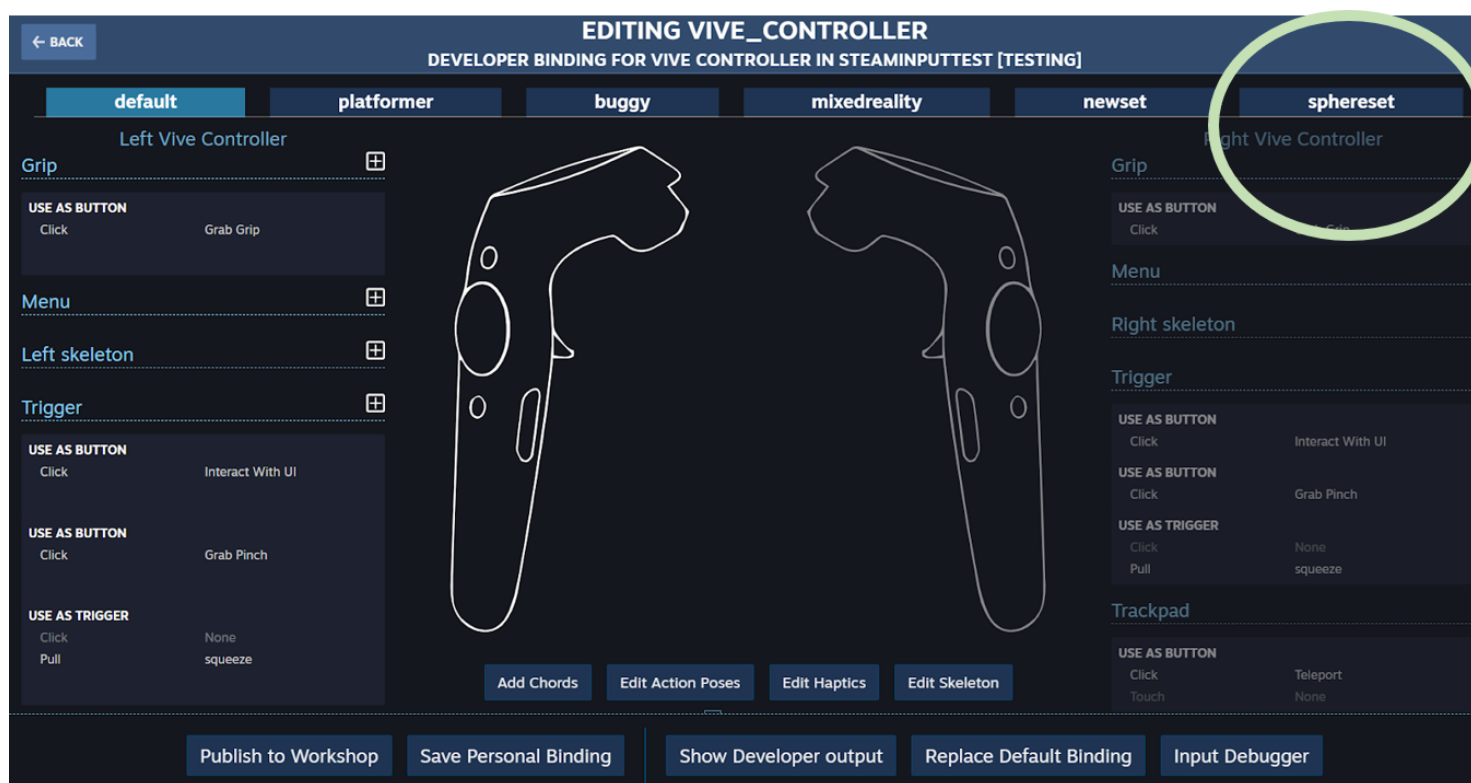 ← BACK
EDITING VIVE_CONTROLLER
DEVELOPER BINDING FOR VIVE CONTROLLER IN STEAMINPUTTEST [TESTING]
default platformer buggy mixedreality newset sphereset
Left Vive Controller
Grip
USE AS BUTTON
Click Grab Grip
Menu
Left skeleton
Trigger
USE AS BUTTON
Click Interact With UI
USE AS BUTTON
Click Grab Pinch
USE AS TRIGGER
Click None
Pull squeeze
Add Chords Edit Action Poses Edit Haptics Edit Skeleton
Right Vive Controller
Grip
USE AS BUTTON
Click Grip
Menu
Right skeleton
Trigger
USE AS BUTTON
Click Interact With UI
USE AS BUTTON
Click Grab Pinch
USE AS TRIGGER
Click None
Pull squeeze
Trackpad
USE AS BUTTON
Click Teleport
Touch None
Publish to Workshop Save Personal Binding Show Developer output Replace Default Binding Input Debugger